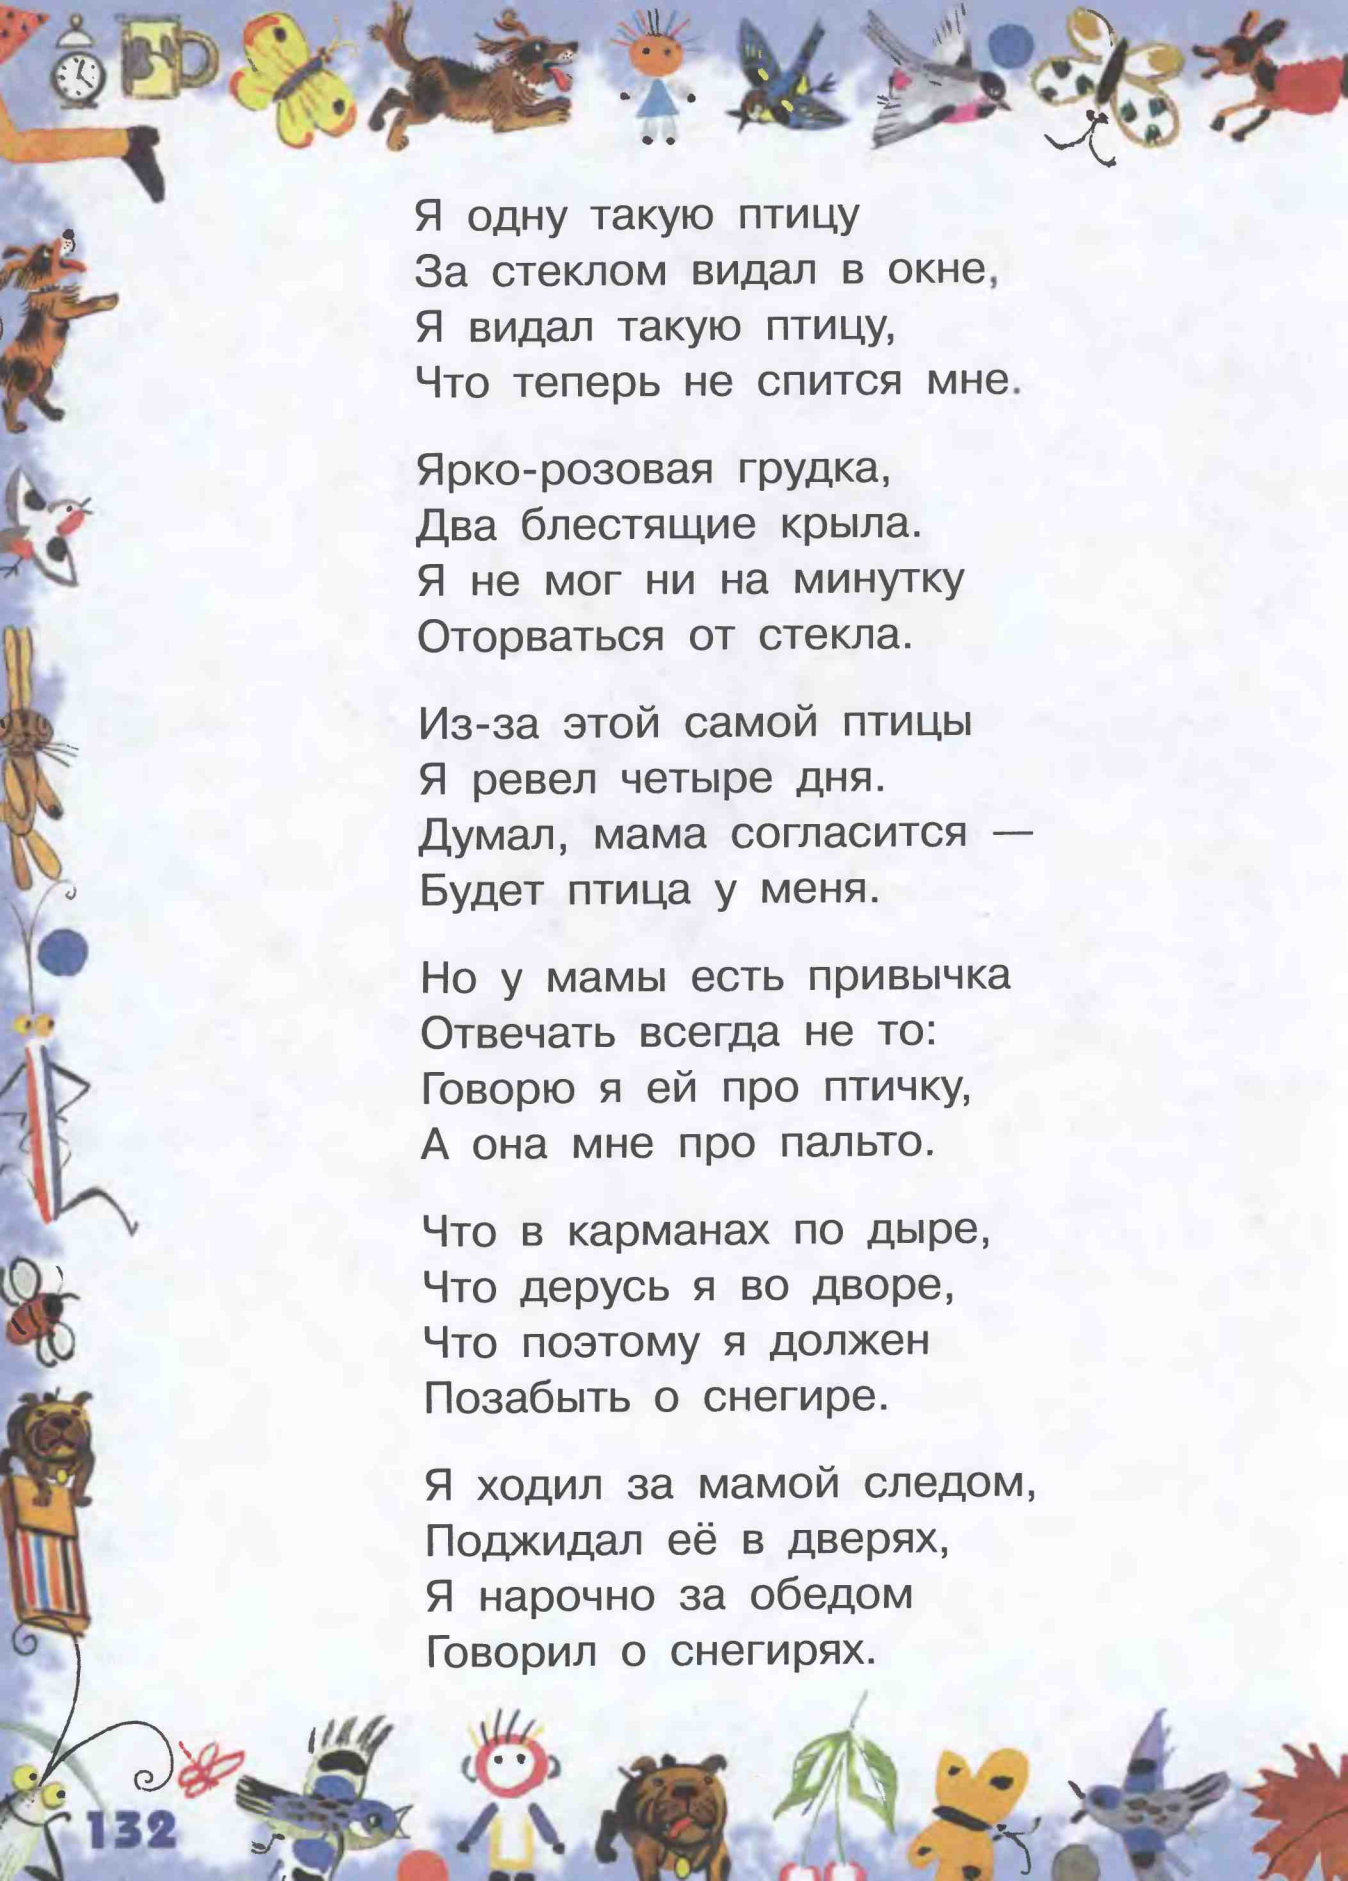 Я одну такую птицу
За стеклом видал в окне,
Я видал такую птицу,
Что теперь не спится мне.
Ярко-розовая грудка,
Два блестящие крыла.
Я не мог ни на минутку
Оторваться от стекла.
Из-за этой самой птицы
Я ревел четыре дня.
Думал, мама согласится —
Будет птица у меня.
Но у мамы есть привычка
Отвечать всегда не то:
Говорю я ей про птичку,
А она мне про пальто.
Что в карманах по дыре,
Что дерусь я во дворе,
Что поэтому я должен
Позабыть о снегире.
Я ходил за мамой следом,
Поджидал её в дверях,
Я нарочно за обедом
Говорил о снегирях.
132